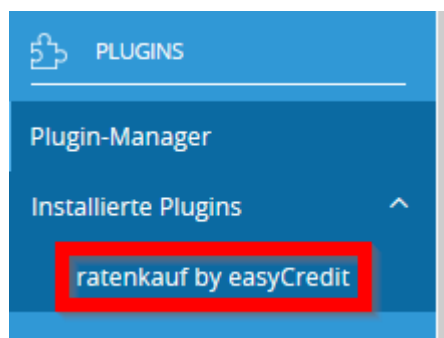 PLUGINS
Plugin-Manager
Installierte Plugins
ratenkauf by easyCredit